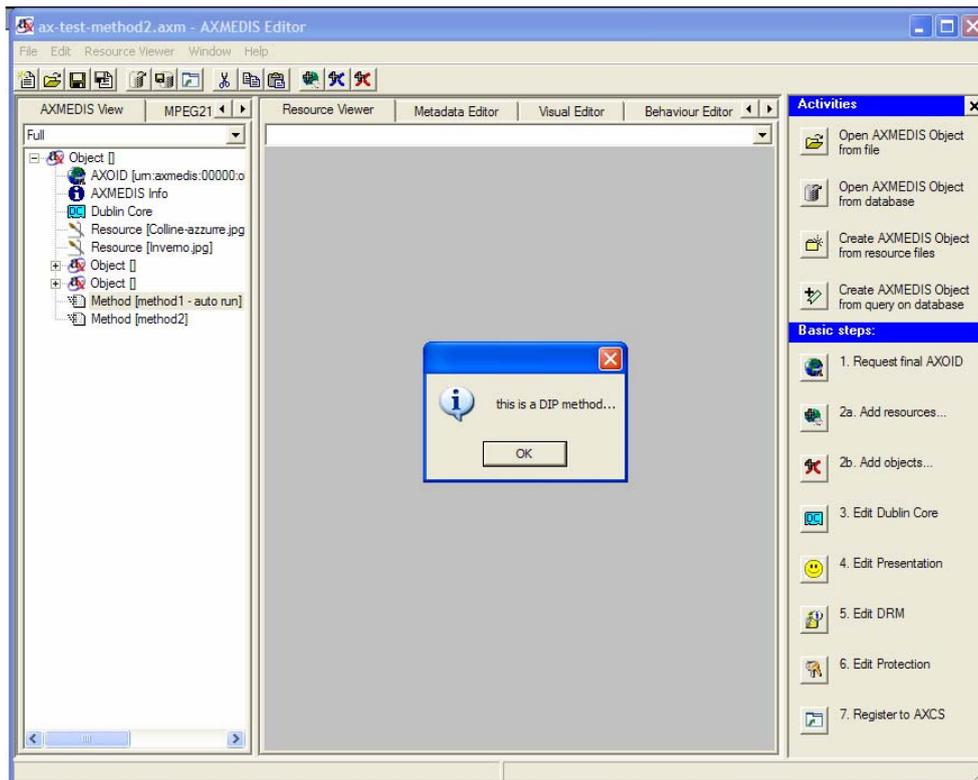 ax-test-method2.axm - AXMEDIS Editor
File Edit Resource Viewer Window Help
AXMEDIS View
MPEG21
Full
Object []
AXOID [urn:axmedis:00000:o
AXMEDIS Info
Dublin Core
Resource [Colline-azzurre.jpg
Resource [Inverno.jpg]
Object []
Object []
Method [method1 - auto run]
Method [method2]
Resource Viewer
Metadata Editor
Visual Editor
Behaviour Editor
this is a DIP method...
OK
Activities
Open AXMEDIS Object
from file
Open AXMEDIS Object
from database
Create AXMEDIS Object
from resource files
Create AXMEDIS Object
from query on database
Basic steps:
1. Request final AXOID
2a. Add resources...
2b. Add objects...
3. Edit Dublin Core
4. Edit Presentation
5. Edit DRM
6. Edit Protection
7. Register to AXCS